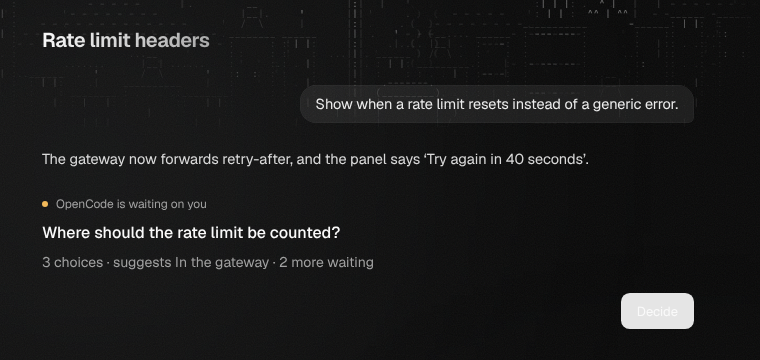 Rate limit headers
Show when a rate limit resets instead of a generic error.
The gateway now forwards retry-after, and the panel says ‘Try again in 40 seconds’.
OpenCode is waiting on you
Where should the rate limit be counted?
3 choices · suggests In the gateway · 2 more waiting
Decide